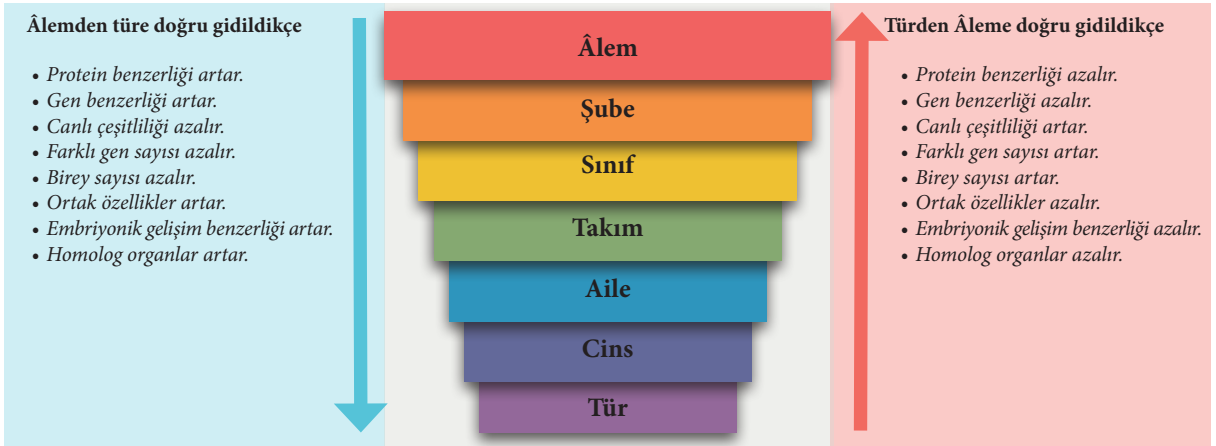 Âlemden türe doğru gidildikçe
• Protein benzerliği artar.
• Gen benzerliği artar.
• Canlı çeşitliliği azalır.
• Farklı gen sayısı azalır.
• Birey sayısı azalır.
• Ortak özellikler artar.
• Embriyonik gelişim benzerliği artar.
• Homolog organlar artar.
Âlem
Şube
Sınıf
Takım
Aile
Cins
Tür
Türden Âleme doğru gidildikçe
• Protein benzerliği azalır.
• Gen benzerliği azalır.
• Canlı çeşitliliği artar.
• Farklı gen sayısı artar.
• Birey sayısı artar.
• Ortak özellikler azalır.
• Embriyonik gelişim benzerliği azalır.
• Homolog organlar azalır.